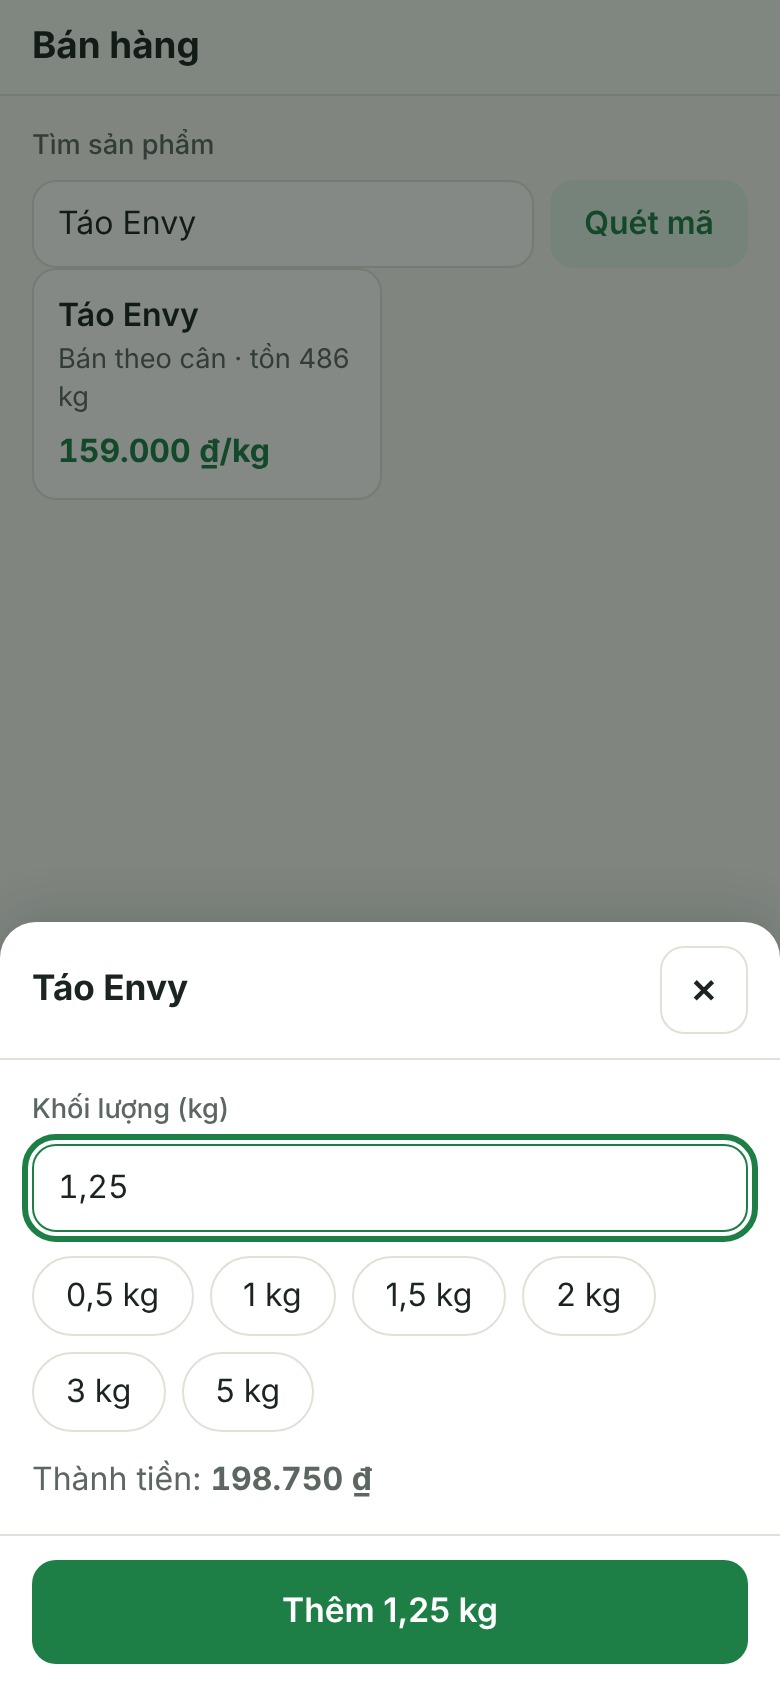 Bán hàng
Tìm sản phẩm
Táo Envy
Quét mã
Táo Envy
Bán theo cân · tồn 486
kg
159.000 ₫/kg
Táo Envy
×
Khối lượng (kg)
1,25
0,5 kg
1 kg
1,5 kg
2 kg
3 kg
5 kg
Thành tiền: 198.750 ₫
Thêm 1,25 kg